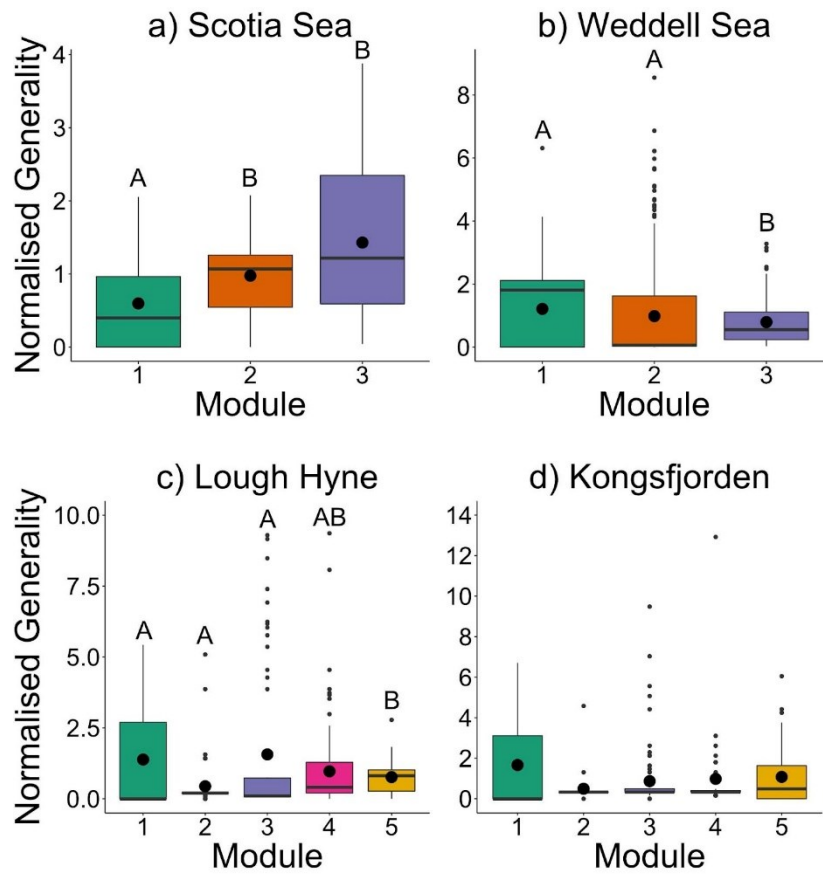 a) Scotia Sea
Normalised Generality
4
3
2
1
0
A
B
B
1
2
3
Module
b) Weddell Sea
8
6
4
2
0
A
A
B
1
2
3
Module
c) Lough Hyne
Normalised Generality
10.0
7.5
5.0
2.5
0.0
A
A
A
AB
B
1
2
3
4
5
Module
d) Kongsfjorden
14
12
10
8
6
4
2
0
1
2
3
4
5
Module